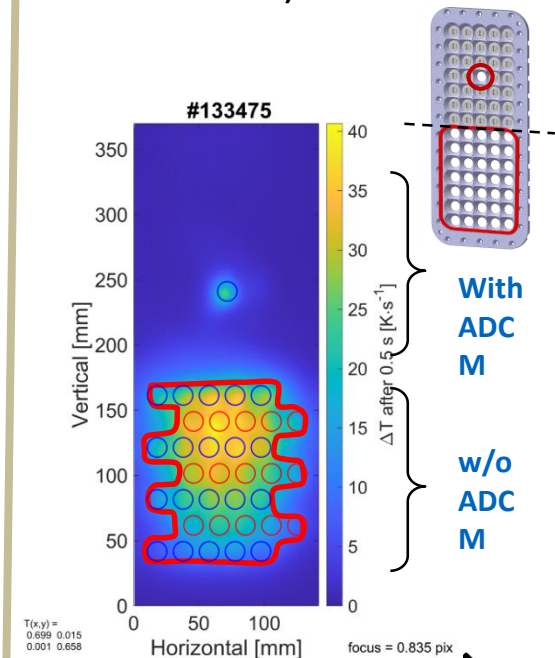 #133475
350
300
250
200
150
100
50
0
Vertical [mm]
0 50 100
Horizontal [mm]
40
35
30
25
20
15
10
5
0
ΔT after 0.5 s [K·s⁻¹]
With
ADC
M
w/o
ADC
M
T(x,y) =
0.699 0.015
0.001 0.658
focus = 0.835 pix